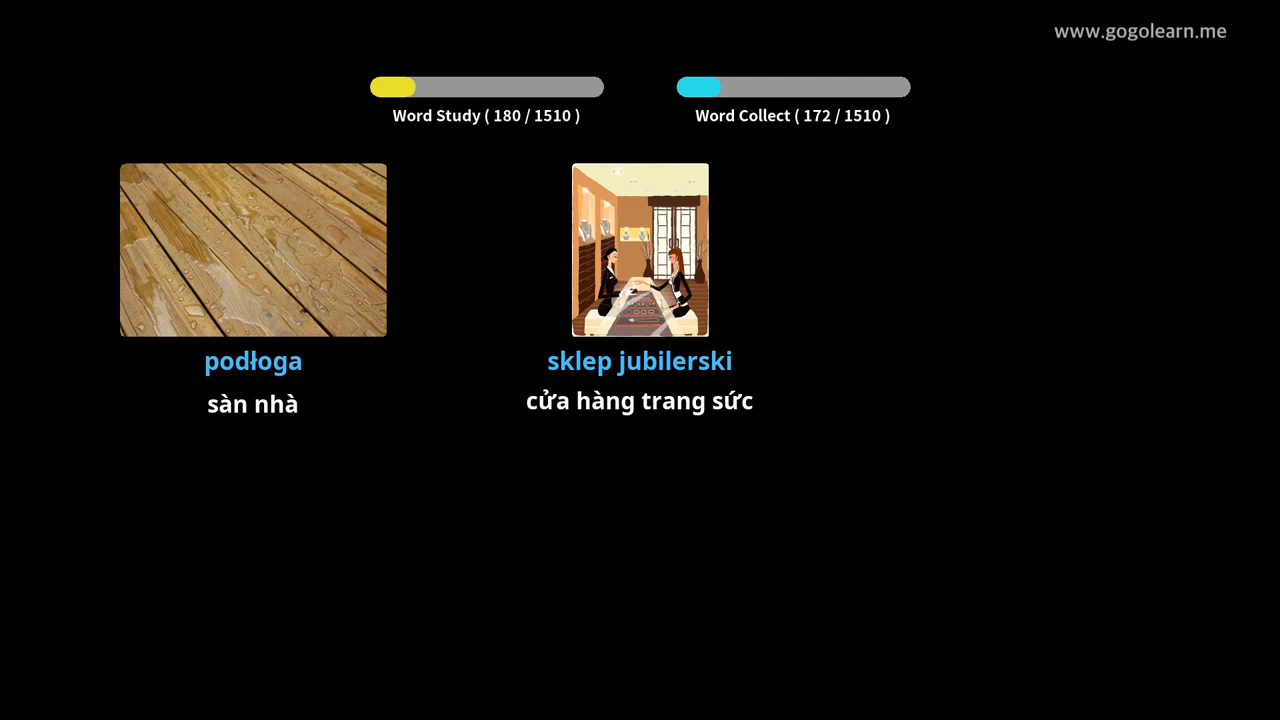 www.gogolearn.me
Word Study ( 180 / 1510 )
Word Collect ( 172 / 1510 )
podłoga
sàn nhà
sklep jubilerski
cửa hàng trang sức